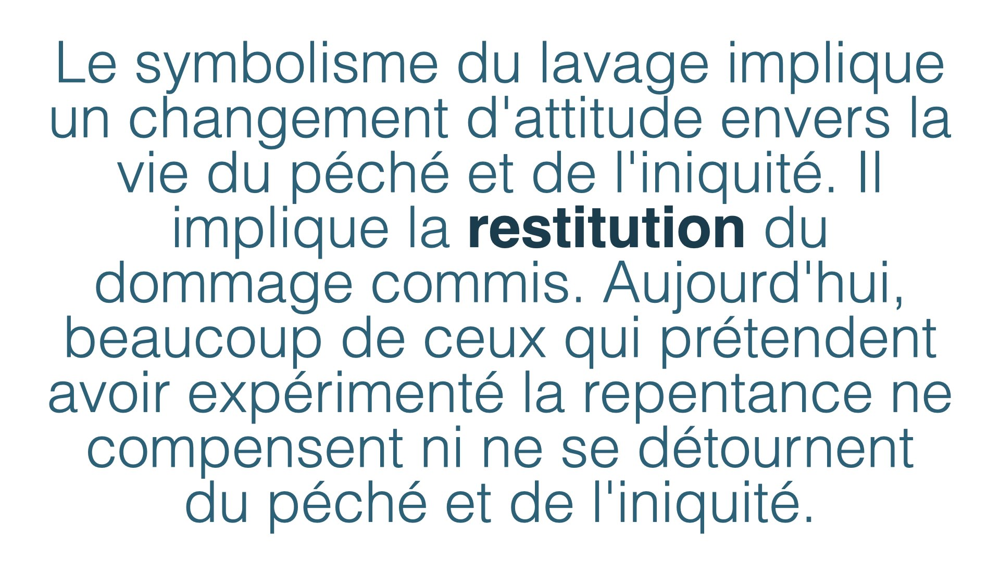 Le symbolisme du lavage implique
un changement d'attitude envers la
vie du péché et de l'iniquité. Il
implique la restitution du
dommage commis. Aujourd'hui,
beaucoup de ceux qui prétendent
avoir expérimenté la repentance ne
compensent ni ne se détournent
du péché et de l'iniquité.